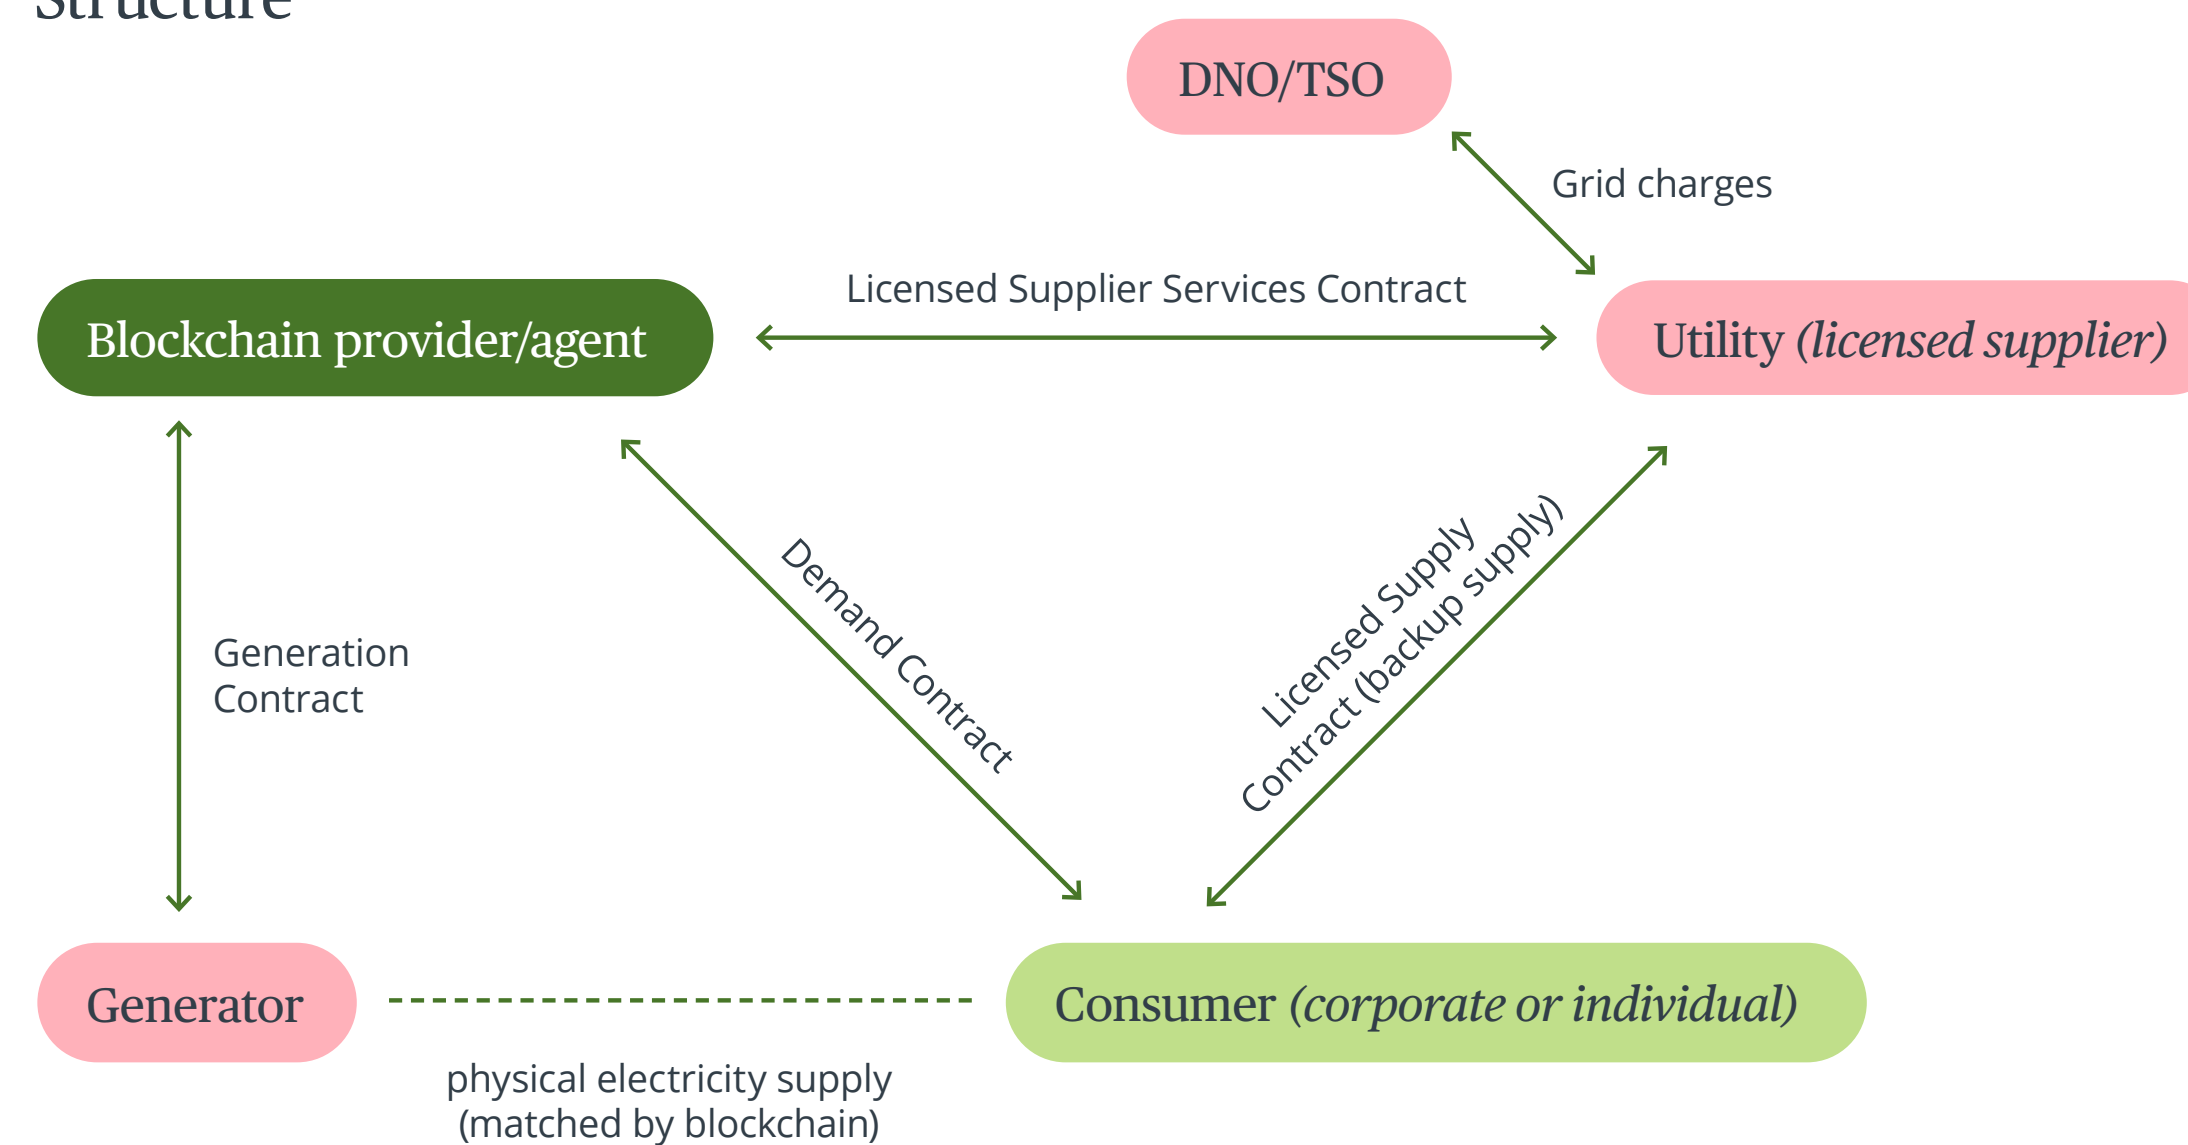 Structure
DNO/TSO
Grid charges
Licensed Supplier Services Contract
Blockchain provider/agent
Utility (licensed supplier)
Generation
Contract
Demand Contract
Licensed Supply
Contract (backup supply)
Generator
Consumer (corporate or individual)
physical electricity supply
(matched by blockchain)